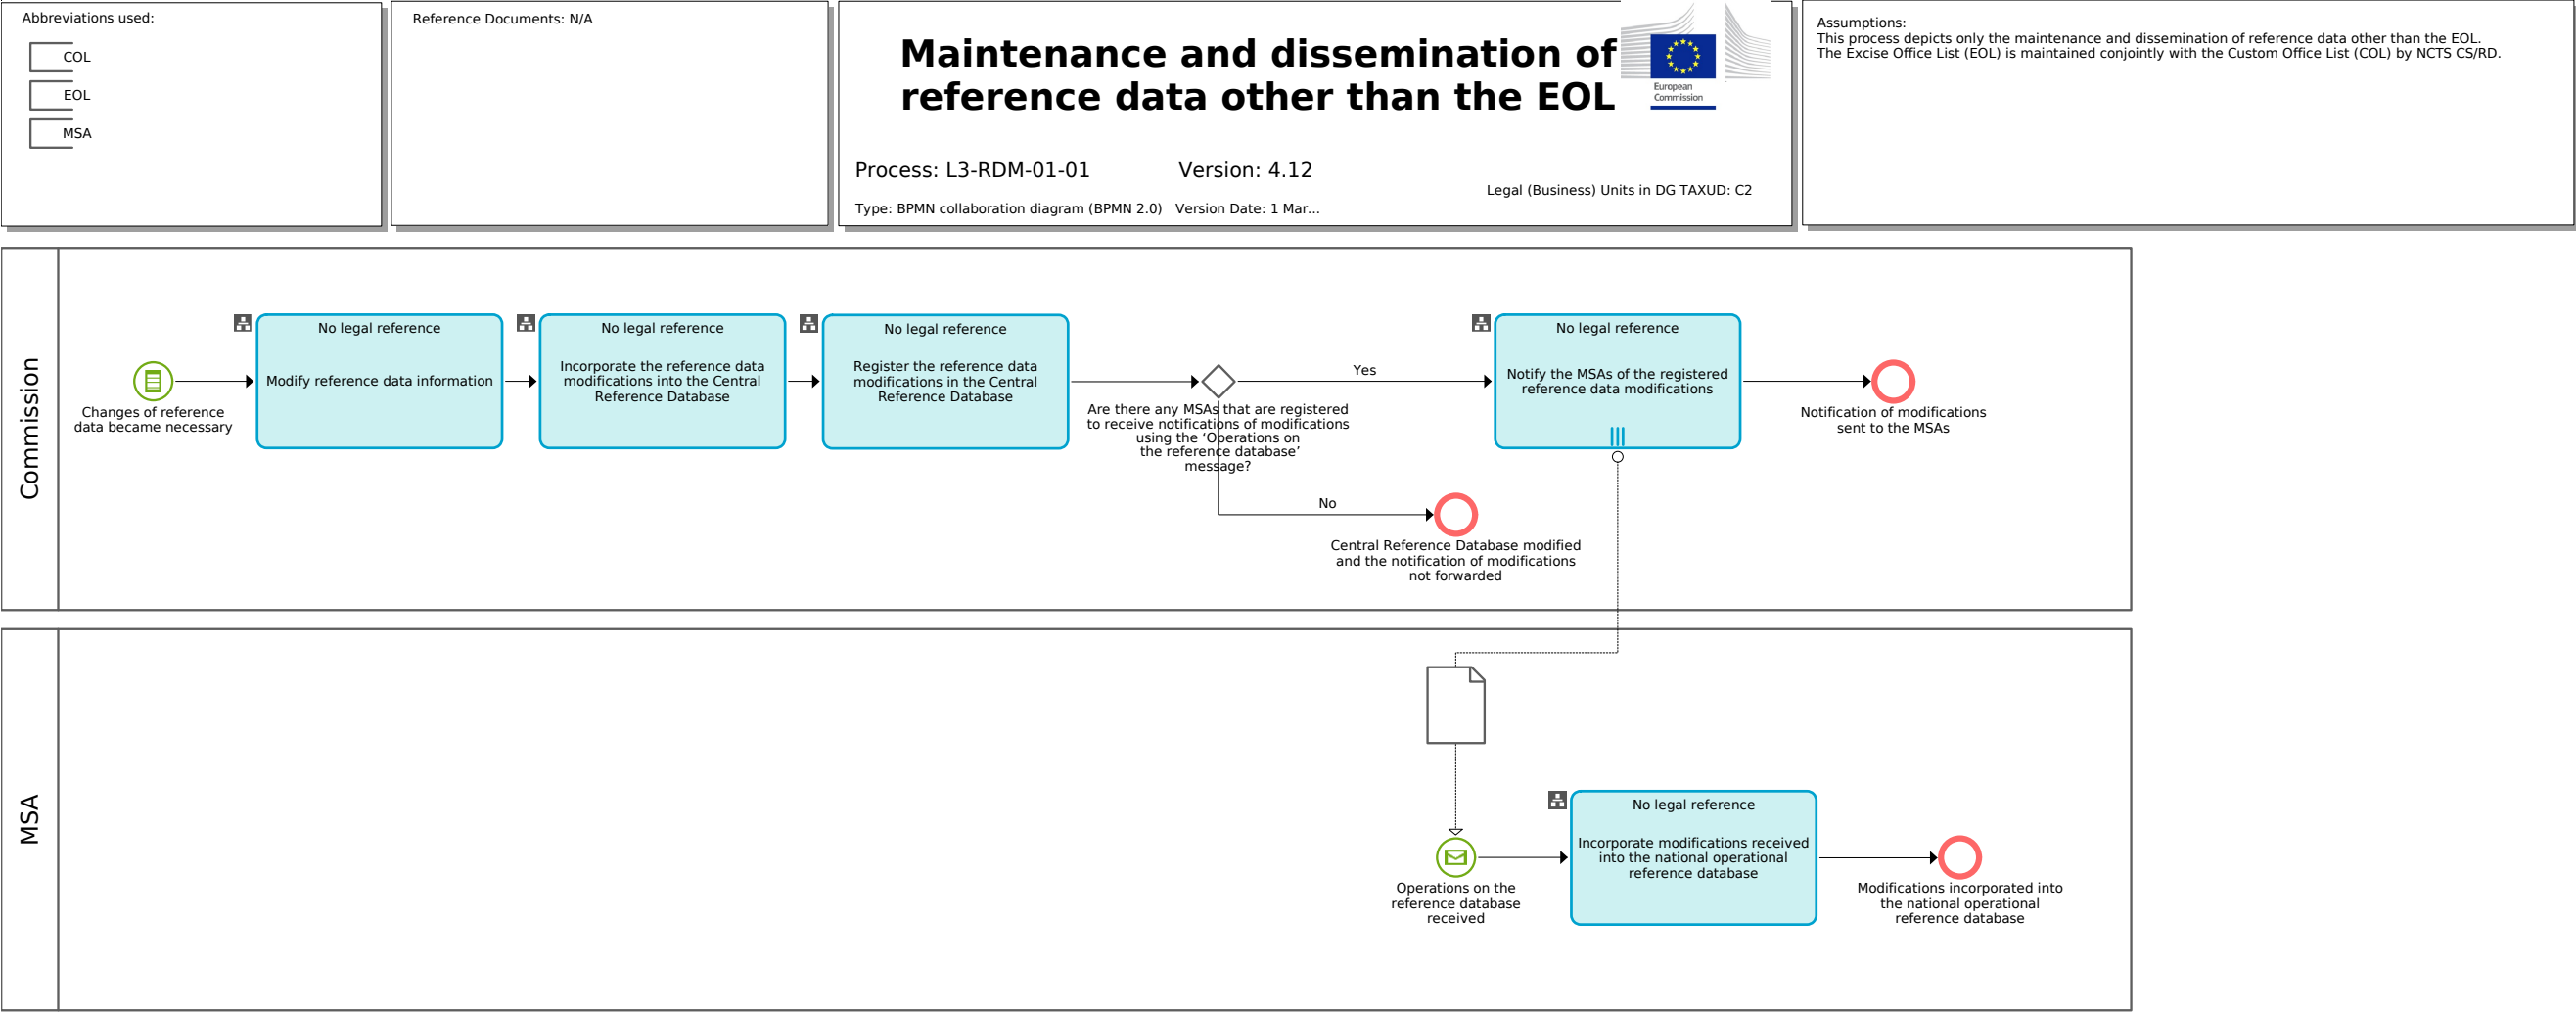 Abbreviations used:
COL
EOL
MSA
Reference Documents: N/A
Maintenance and dissemination of
reference data other than the EOL
European
Commission
Process: L3-RDM-01-01
Version: 4.12
Legal (Business) Units in DG TAXUD: C2
Type: BPMN collaboration diagram (BPMN 2.0)
Version Date: 1 Mar...
Assumptions:
This process depicts only the maintenance and dissemination of reference data other than the EOL.
The Excise Office List (EOL) is maintained conjointly with the Custom Office List (COL) by NCTS CS/RD.
Commission
Changes of reference
data became necessary
No legal reference
Modify reference data information
No legal reference
Incorporate the reference data
modifications into the Central
Reference Database
No legal reference
Register the reference data
modifications in the Central
Reference Database
Are there any MSAs that are registered
to receive notifications of modifications
using the ‘Operations on
the reference database’
message?
Yes
No legal reference
Notify the MSAs of the registered
reference data modifications
Notification of modifications
sent to the MSAs
No
Central Reference Database modified
and the notification of modifications
not forwarded
MSA
Operations on the
reference database
received
No legal reference
Incorporate modifications received
into the national operational
reference database
Modifications incorporated into
the national operational
reference database